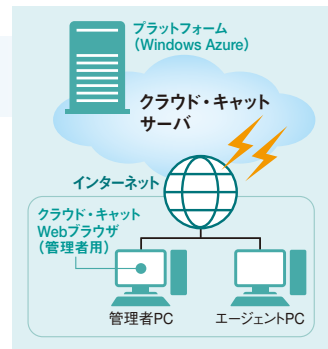 プラットフォーム
（Windows Azure）
クラウド・キャット
サーバ
インターネット
クラウド・キャット
Webブラウザ
（管理者用）
管理者PC
エージェントPC